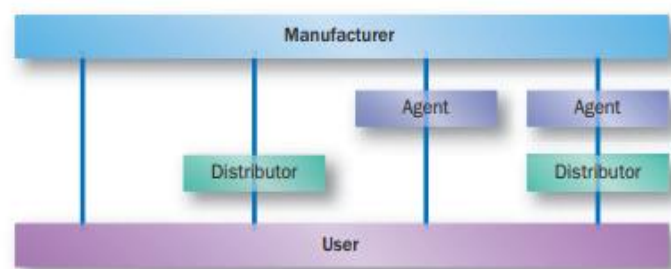 Manufacturer
Agent
Agent
Distributor
Distributor
User